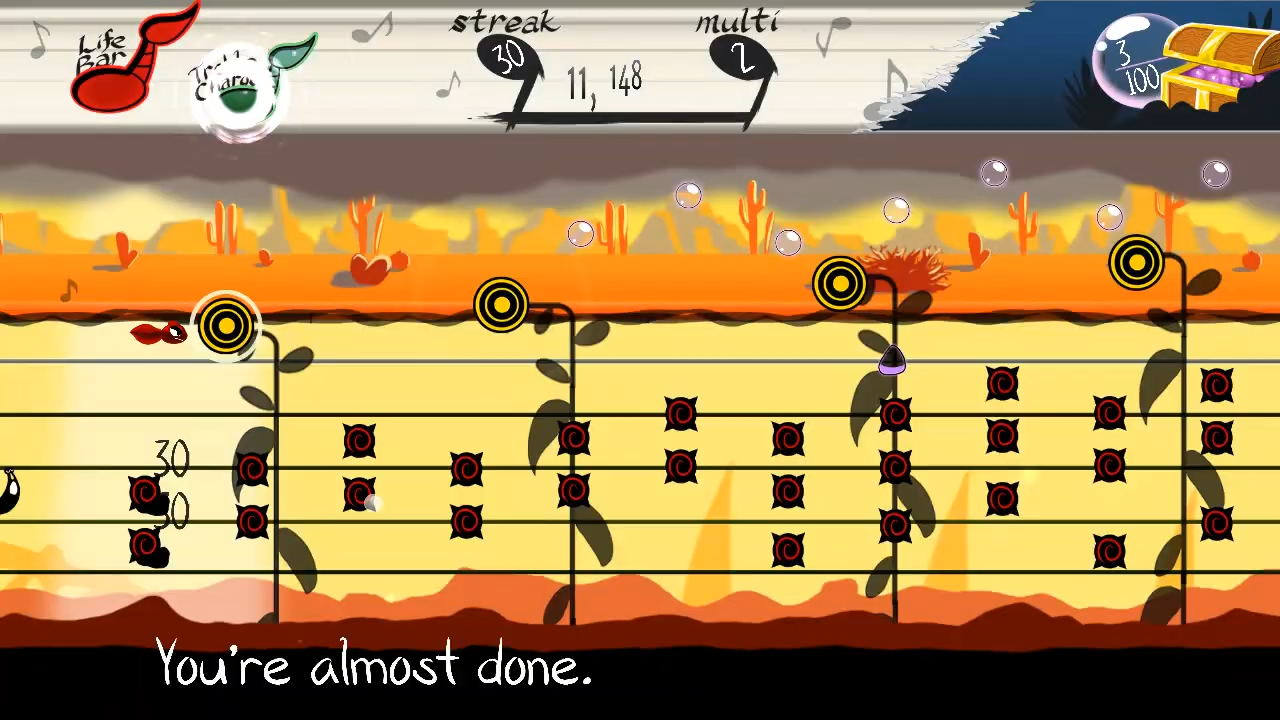 Life
Bar
streak
30
11, 148
multi
2
3
100
30
30
You're almost done.